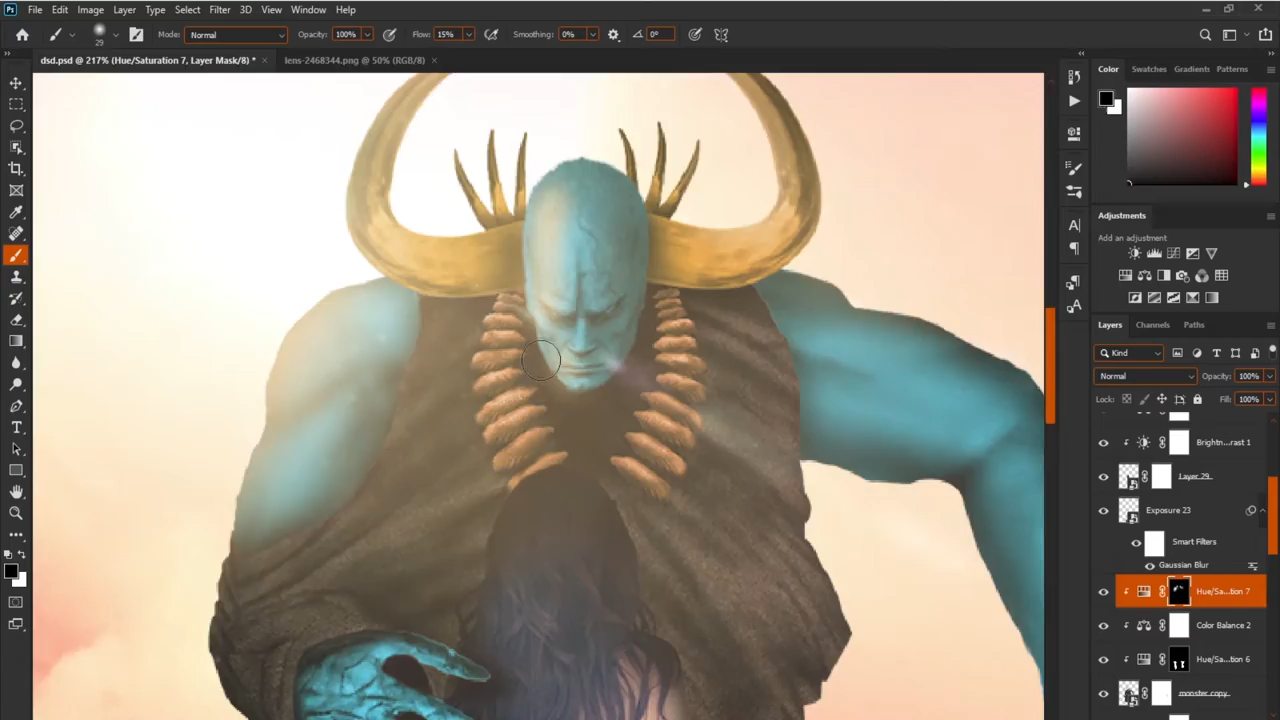 Ps File Edit Image Layer Type Select Filter 3D View Window Help
29 Mode: Normal Opacity: 100% Flow: 15% Smoothing: 0% 0°
dsd.psd @ 217% (Hue/Saturation 7, Layer Mask/8) * × lens-2468344.png @ 50% (RGB/8) ×
Color Swatches Gradients Patterns
Adjustments
Add an adjustment
Layers Channels Paths
Kind
Normal Opacity: 100%
Lock: Fill: 100%
Brightn...rast 1
Layer 29
Exposure 23
Smart Filters
Gaussian Blur
Hue/Sa...tion 7
Color Balance 2
Hue/Sa...tion 6
monster copy